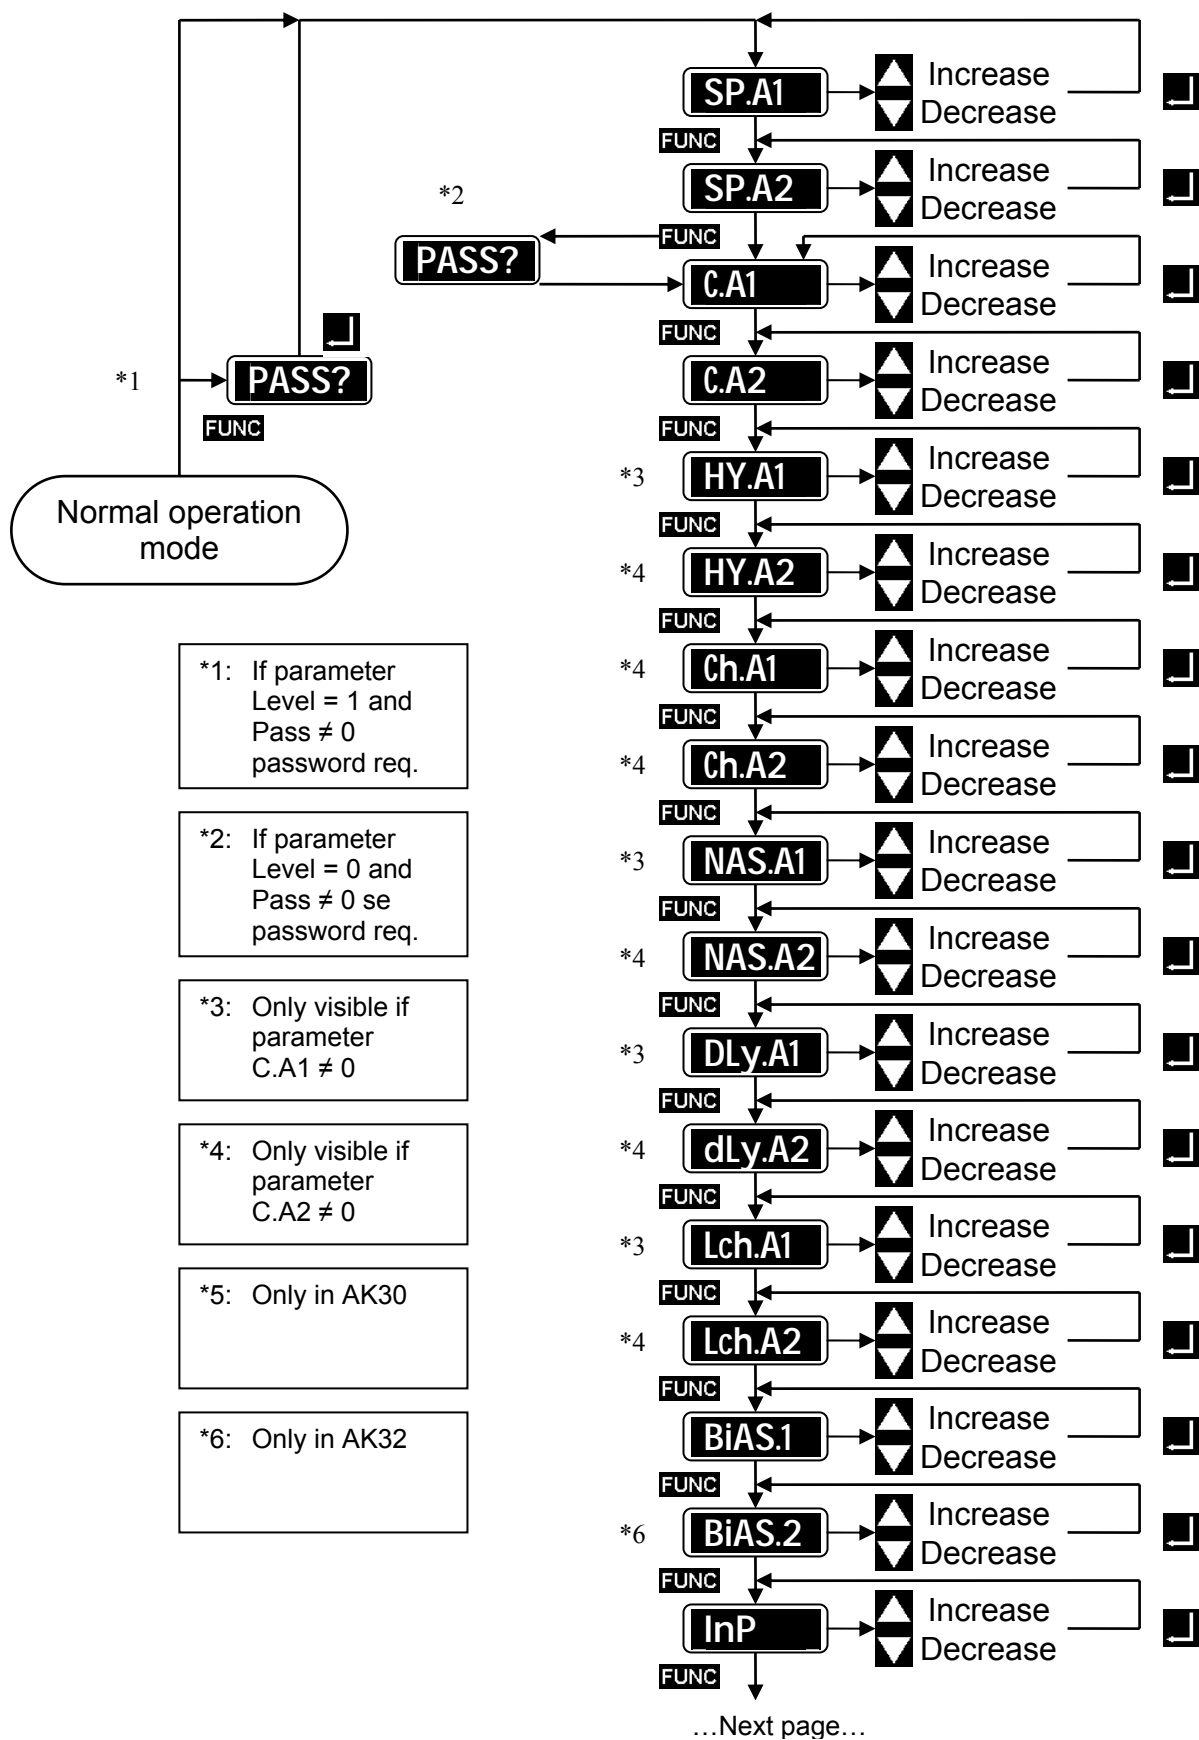 SP.A1
Increase
Decrease
FUNC
SP.A2
Increase
Decrease
*2
FUNC
PASS?
C.A1
Increase
Decrease
FUNC
*1
PASS?
C.A2
Increase
Decrease
FUNC
FUNC
*3
HY.A1
Increase
Decrease
Normal operation
mode
FUNC
*4
HY.A2
Increase
Decrease
FUNC
*4
Ch.A1
Increase
Decrease
FUNC
*4
Ch.A2
Increase
Decrease
FUNC
*3
NAS.A1
Increase
Decrease
FUNC
*4
NAS.A2
Increase
Decrease
FUNC
*3
DLy.A1
Increase
Decrease
FUNC
*4
dLy.A2
Increase
Decrease
FUNC
*3
Lch.A1
Increase
Decrease
FUNC
*4
Lch.A2
Increase
Decrease
FUNC
BiAS.1
Increase
Decrease
FUNC
*6
BiAS.2
Increase
Decrease
FUNC
InP
Increase
Decrease
FUNC
…Next page…
*1: If parameter
Level = 1 and
Pass ≠ 0
password req.
*2: If parameter
Level = 0 and
Pass ≠ 0 se
password req.
*3: Only visible if
parameter
C.A1 ≠ 0
*4: Only visible if
parameter
C.A2 ≠ 0
*5: Only in AK30
*6: Only in AK32